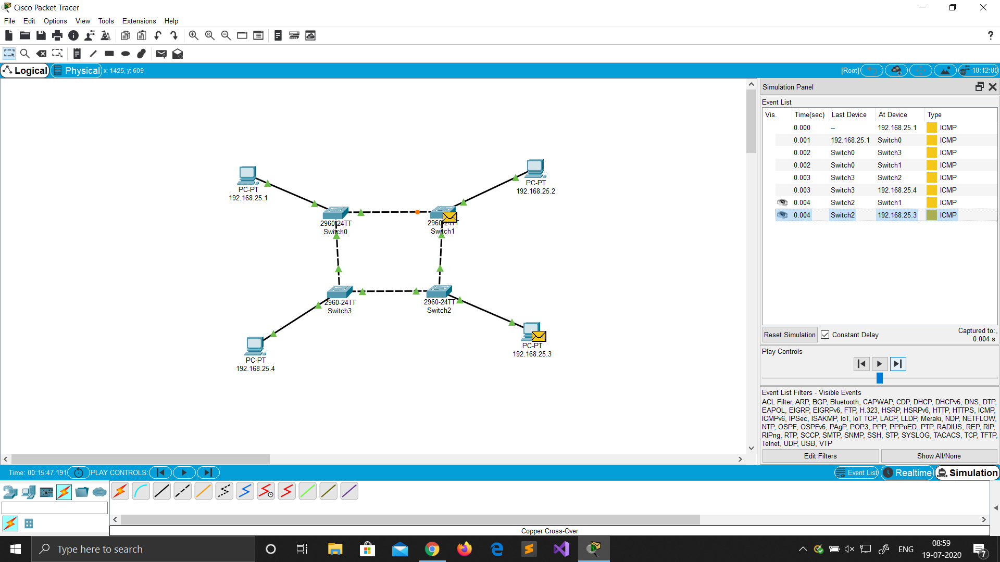 Cisco Packet Tracer
File Edit Options View Tools Extensions Help
Logical Physical x: 1425, y: 609 [Root] 10:12:00
PC-PT
192.168.25.1
PC-PT
192.168.25.2
2960-24TT
Switch0
2960-24TT
Switch1
2960-24TT
Switch3
2960-24TT
Switch2
PC-PT
192.168.25.4
PC-PT
192.168.25.3
Simulation Panel
Event List
Vis. Time(sec) Last Device At Device Type
0.000 -- 192.168.25.1 ICMP
0.001 192.168.25.1 Switch0 ICMP
0.002 Switch0 Switch3 ICMP
0.002 Switch0 Switch1 ICMP
0.003 Switch3 Switch2 ICMP
0.003 Switch3 192.168.25.4 ICMP
0.004 Switch2 Switch1 ICMP
0.004 Switch2 192.168.25.3 ICMP
Reset Simulation Constant Delay Captured to:
0.004 s
Play Controls
Event List Filters - Visible Events
ACL Filter, ARP, BGP, Bluetooth, CAPWAP, CDP, DHCP, DHCPv6, DNS, DTP,
EAPOL, EIGRP, EIGRPv6, FTP, H.323, HSRP, HSRPv6, HTTP, HTTPS, ICMP,
ICMPv6, IPSec, ISAKMP, IoT, IoT TCP, LACP, LLDP, Meraki, NDP, NETFLOW,
NTP, OSPF, OSPFv6, PAgP, POP3, PPP, PPPoED, PTP, RADIUS, REP, RIP,
RIPng, RTP, SCCP, SMTP, SNMP, SSH, STP, SYSLOG, TACACS, TCP, TFTP,
Telnet, UDP, USB, VTP
Edit Filters Show All/None
Time: 00:15:47.191 PLAY CONTROLS: Event List Realtime Simulation
Copper Cross-Over
Type here to search
ENG
08:59
19-07-2020
7